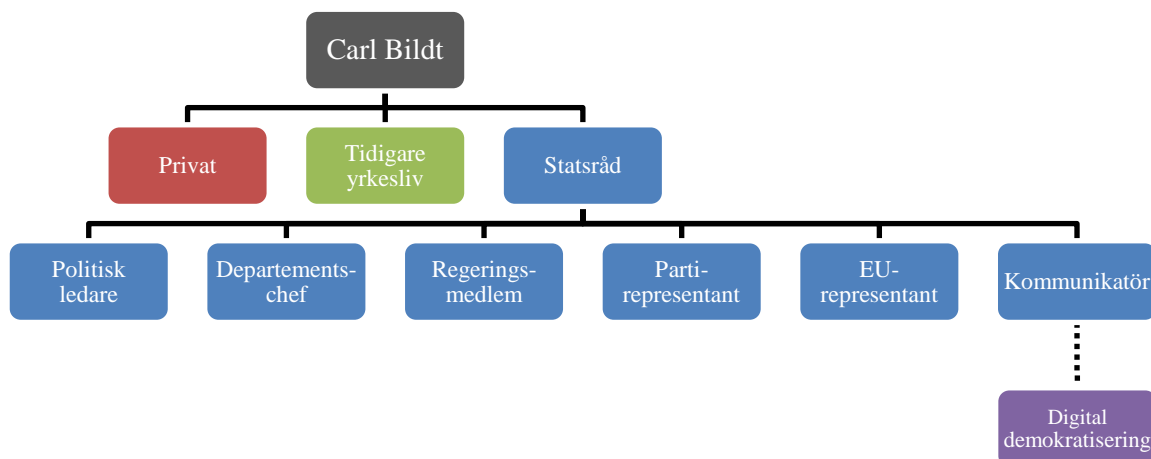 Carl Bildt
Privat
Tidigare
yrkesliv
Statsråd
Politisk
ledare
Departements-
chef
Regerings-
medlem
Parti-
representant
EU-
representant
Kommunikatör
Digital
demokratisering